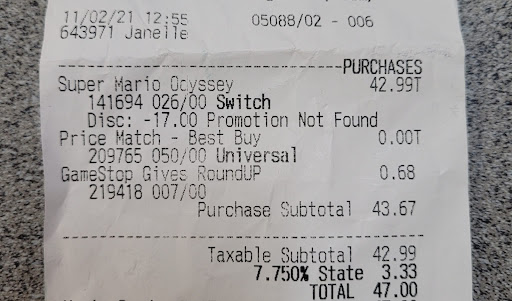 11/02/21 12:55 05088/02 - 006
643971 Janelle
PURCHASES
Super Mario Odyssey 42.99T
141694 026/00 Switch
Disc: -17.00 Promotion Not Found
Price Match - Best Buy 0.00T
209765 050/00 Universal
GameStop Gives RoundUP 0.68
219418 007/00
Purchase Subtotal 43.67
Taxable Subtotal 42.99
7.750% State 3.33
TOTAL 47.00